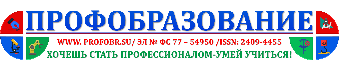 ПРОФОБРАЗОВАНИЕ
WWW. PROFOBR.SU/ ЭЛ № ФС 77 – 54950 /ISSN: 2409-4455
ХОЧЕШЬ СТАТЬ ПРОФЕССИОНАЛОМ-УМЕЙ УЧИТЬСЯ!